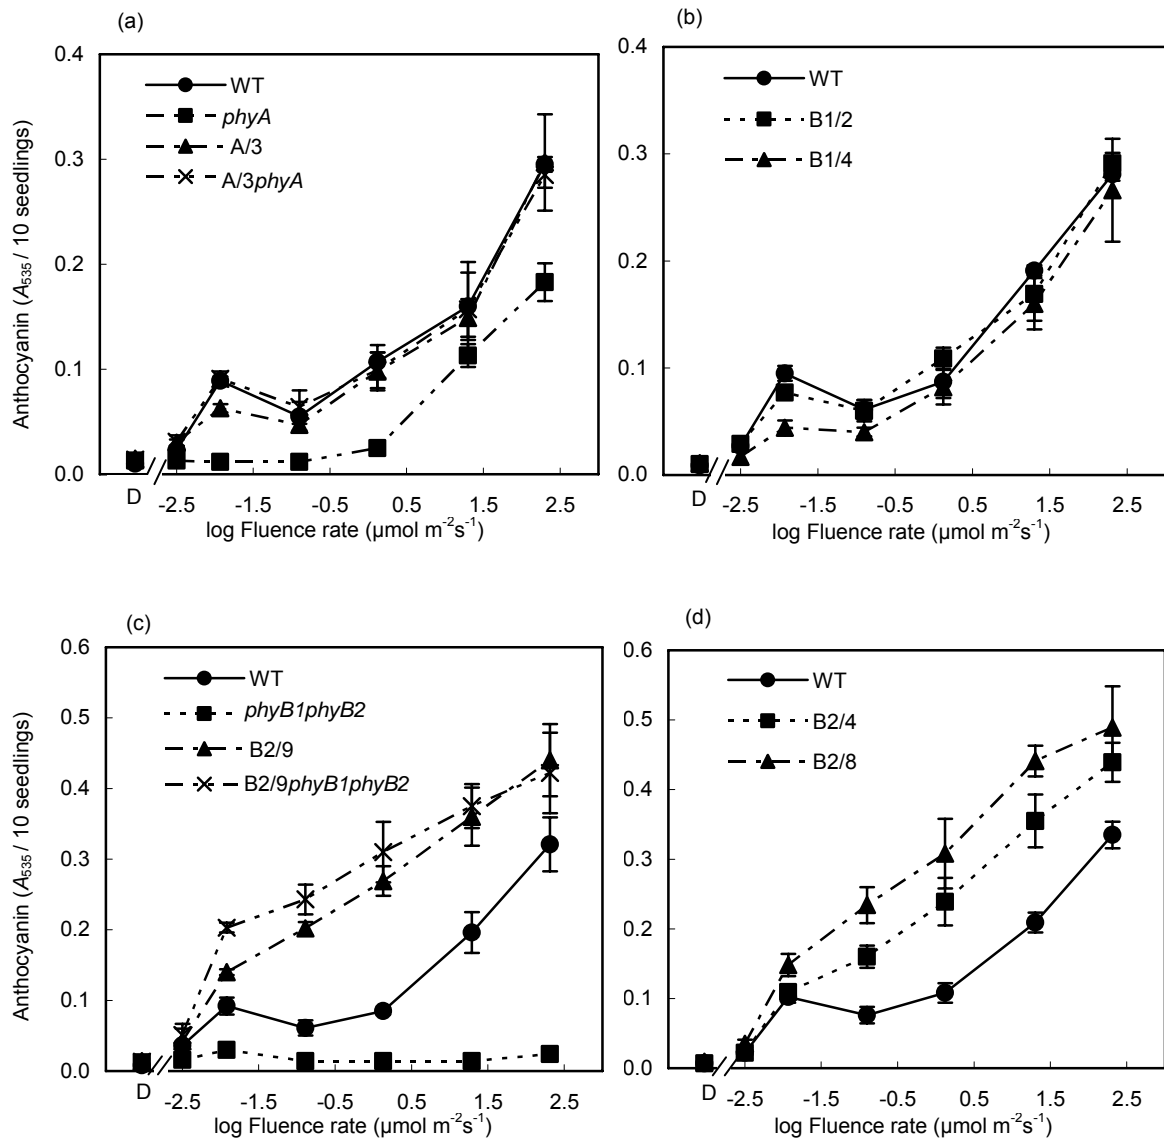 (a)
0.4
0.3
0.2
0.1
0.0
Anthocyanin (A₅₃₅ / 10 seedlings)
WT
phyA
A/3
A/3phyA
D
-2.5 -1.5 -0.5 0.5 1.5 2.5
log Fluence rate (µmol m⁻²s⁻¹)
(b)
0.4
0.3
0.2
0.1
0.0
WT
B1/2
B1/4
D
-2.5 -1.5 -0.5 0.5 1.5 2.5
log Fluence rate (µmol m⁻²s⁻¹)
(c)
0.6
0.5
0.4
0.3
0.2
0.1
0.0
Anthocyanin (A₅₃₅ / 10 seedlings)
WT
phyB1phyB2
B2/9
B2/9phyB1phyB2
D
-2.5 -1.5 -0.5 0.5 1.5 2.5
log Fluence rate (µmol m⁻²s⁻¹)
(d)
0.6
0.5
0.4
0.3
0.2
0.1
0.0
WT
B2/4
B2/8
D
-2.5 -1.5 -0.5 0.5 1.5 2.5
log Fluence rate (µmol m⁻²s⁻¹)